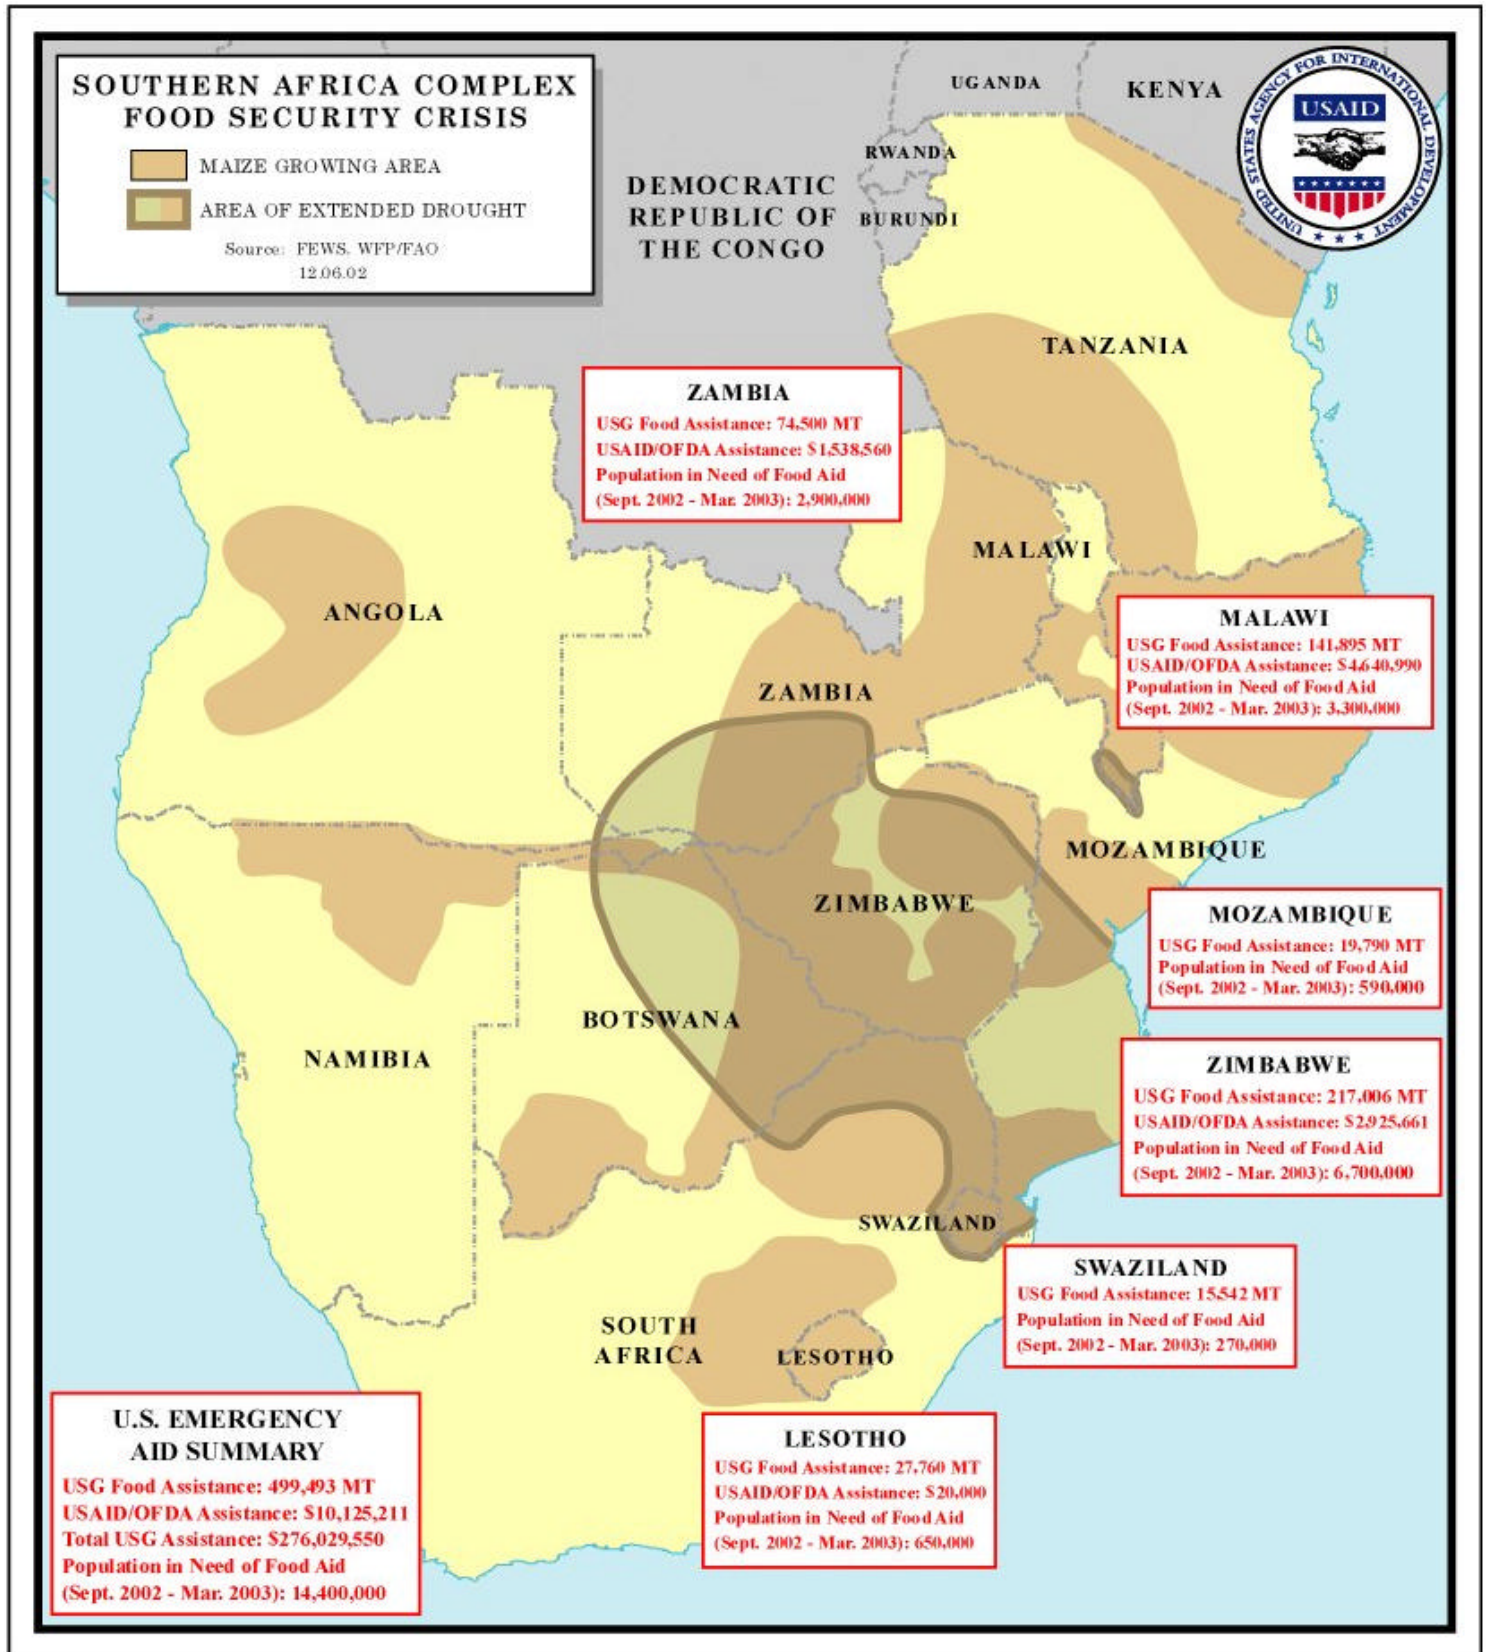 SOUTHERN AFRICA COMPLEX
FOOD SECURITY CRISIS
MAIZE GROWING AREA
AREA OF EXTENDED DROUGHT
Source: FEWS, WFP/FAO
12.06.02
UGANDA
KENYA
UNITED STATES AGENCY FOR INTERNATIONAL DEVELOPMENT
USAID
RWANDA
DEMOCRATIC
REPUBLIC OF
THE CONGO
BURUNDI
TANZANIA
ZAMBIA
USG Food Assistance: 74,500 MT
USAID/OFDA Assistance: $1,538,560
Population in Need of Food Aid
(Sept. 2002 - Mar. 2003): 2,900,000
MALAWI
ANGOLA
MALAWI
USG Food Assistance: 141,895 MT
USAID/OFDA Assistance: $4,640,990
Population in Need of Food Aid
(Sept. 2002 - Mar. 2003): 3,300,000
ZAMBIA
MOZAMBIQUE
ZIMBABWE
MOZAMBIQUE
USG Food Assistance: 19,790 MT
Population in Need of Food Aid
(Sept. 2002 - Mar. 2003): 590,000
BOTSWANA
NAMIBIA
ZIMBABWE
USG Food Assistance: 217,006 MT
USAID/OFDA Assistance: $2,925,661
Population in Need of Food Aid
(Sept. 2002 - Mar. 2003): 6,700,000
SWAZILAND
SWAZILAND
USG Food Assistance: 15,542 MT
Population in Need of Food Aid
(Sept. 2002 - Mar. 2003): 270,000
SOUTH
AFRICA
LESOTHO
U.S. EMERGENCY
AID SUMMARY
USG Food Assistance: 499,493 MT
USAID/OFDA Assistance: $10,125,211
Total USG Assistance: $276,029,550
Population in Need of Food Aid
(Sept. 2002 - Mar. 2003): 14,400,000
LESOTHO
USG Food Assistance: 27,760 MT
USAID/OFDA Assistance: $20,000
Population in Need of Food Aid
(Sept. 2002 - Mar. 2003): 650,000